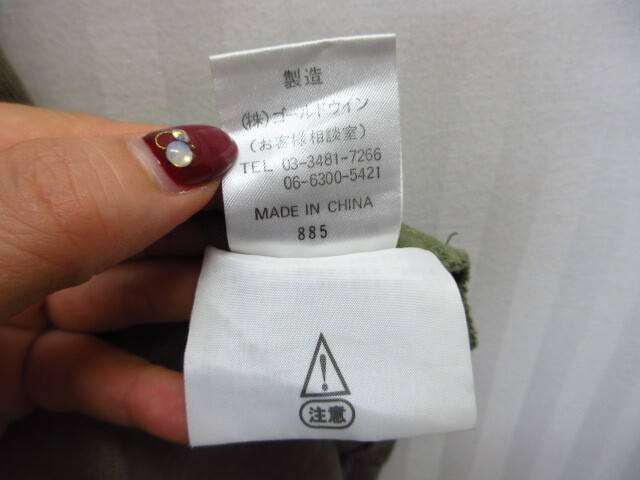 製造
(株)ゴールドウイン
(お客様相談室)
TEL 03-3481-7266
06-6300-5421
MADE IN CHINA
885
!
注意